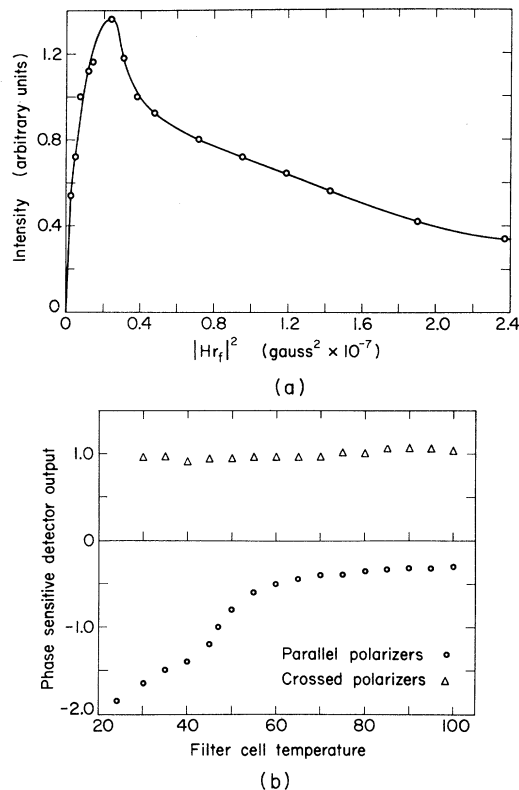 1.2
0.8
0.4
0
Intensity (arbitrary units)
0 0.4 0.8 1.2 1.6 2.0 2.4
|Hrf|² (gauss² × 10⁻⁷)
(a)
1.0
0
-1.0
-2.0
Phase sensitive detector output
Parallel polarizers
Crossed polarizers
20 40 60 80 100
Filter cell temperature
(b)